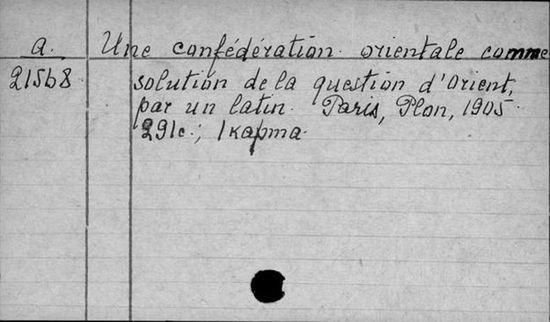 a. Une confédération orientale comme
21568 solution de la question d'Orient,
par un latin. Paris, Plon, 1905.
291c.; 1 карта.